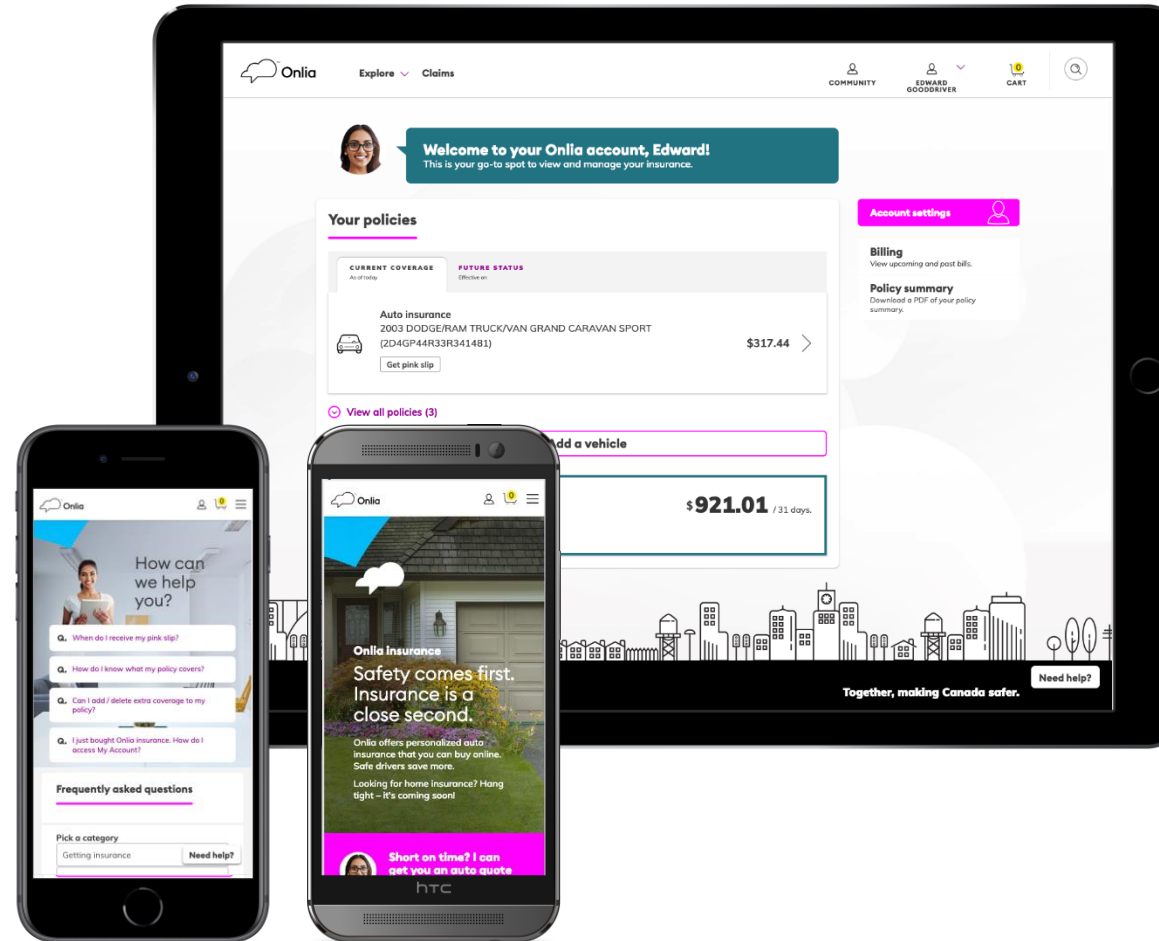 Onlia
Explore
Claims
COMMUNITY
EDWARD
GOODDRIVER
0
CART
Welcome to your Onlia account, Edward!
This is your go-to spot to view and manage your insurance.
Your policies
CURRENT COVERAGE
As of today
FUTURE STATUS
Effective on
Auto insurance
2003 DODGE/RAM TRUCK/VAN GRAND CARAVAN SPORT
(2D4GP44R33R341481)
$317.44
Get pink slip
View all policies (3)
Add a vehicle
$921.01 / 31 days.
Account settings
Billing
View upcoming and past bills.
Policy summary
Download a PDF of your policy
summary.
Need help?
Together, making Canada safer.
Onlia
0
How can
we help
you?
Q. When do I receive my pink slip?
Q. How do I know what my policy covers?
Q. Can I add / delete extra coverage to my
policy?
Q. I just bought Onlia insurance. How do I
access My Account?
Frequently asked questions
Pick a category
Getting insurance
Need help?
Onlia
0
Onlia insurance
Safety comes first.
Insurance is a
close second.
Onlia offers personalized auto
insurance that you can buy online.
Safe drivers save more.
Looking for home insurance? Hang
tight – it's coming soon!
Short on time? I can
get you an auto quote
hTC